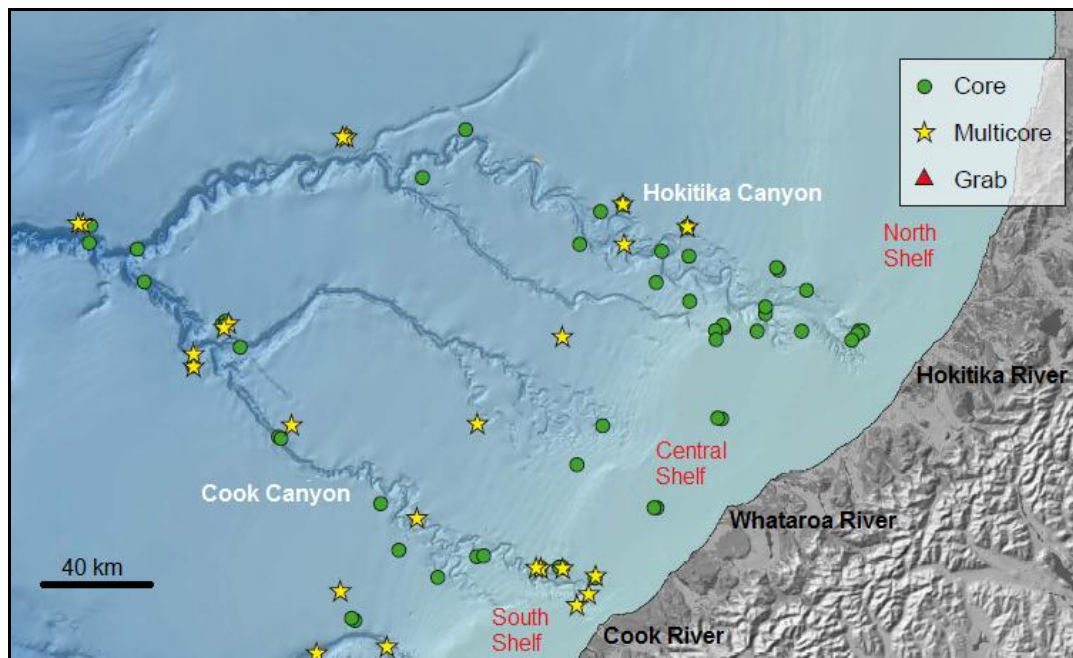 Core
Multicore
Grab
Hokitika Canyon
North
Shelf
Hokitika River
Central
Shelf
Cook Canyon
Whataroa River
40 km
South
Shelf
Cook River